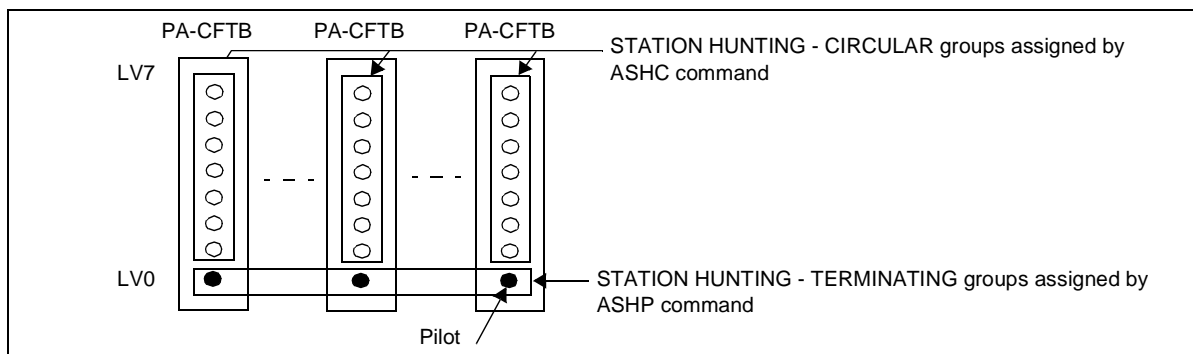 PA-CFTB PA-CFTB PA-CFTB
STATION HUNTING - CIRCULAR groups assigned by
ASHC command
LV7
LV0
STATION HUNTING - TERMINATING groups assigned by
ASHP command
Pilot